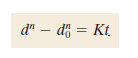 dⁿ − d₀ⁿ = Kt.